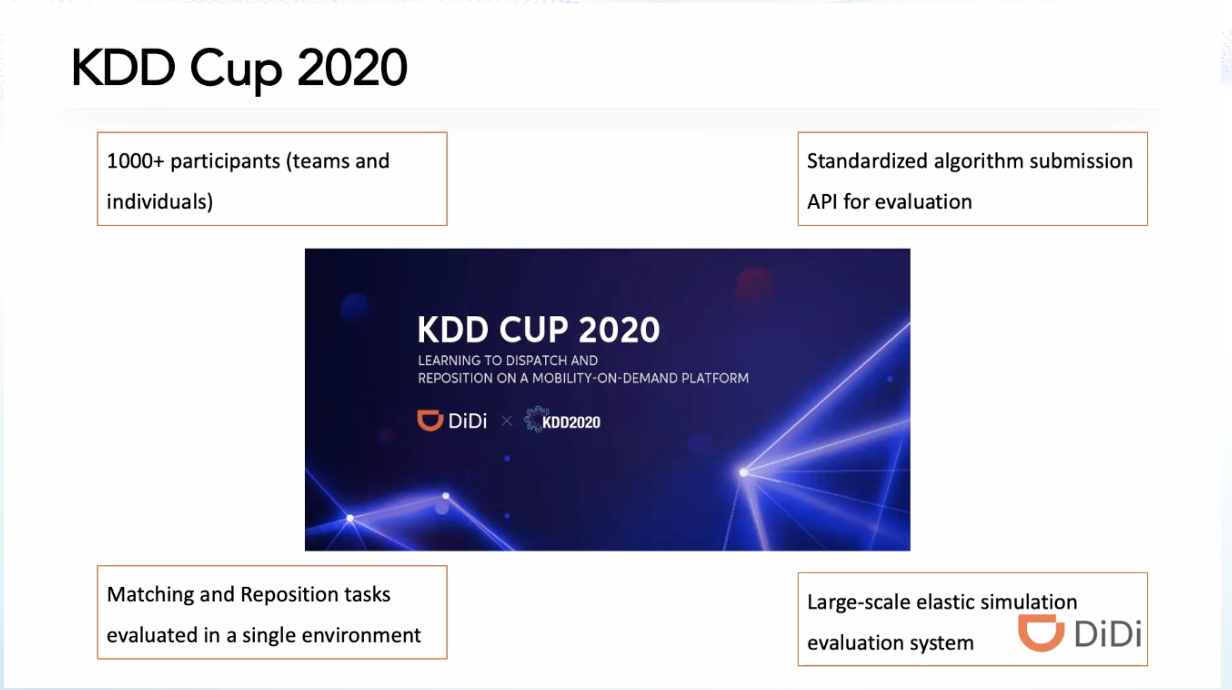 KDD Cup 2020
1000+ participants (teams and
individuals)
Standardized algorithm submission
API for evaluation
KDD CUP 2020
LEARNING TO DISPATCH AND
REPOSITION ON A MOBILITY-ON-DEMAND PLATFORM
DiDi × KDD2020
Matching and Reposition tasks
evaluated in a single environment
Large-scale elastic simulation
evaluation system
DiDi